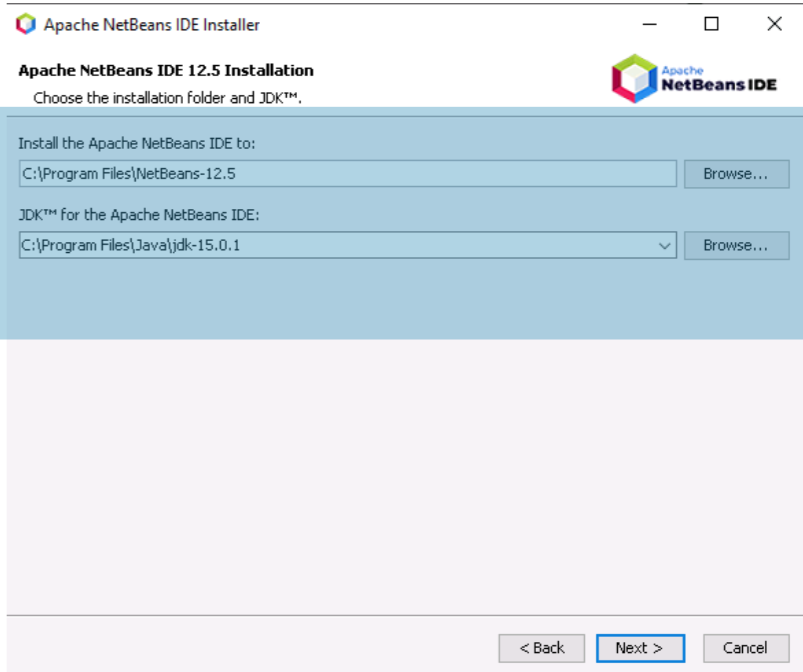 Apache NetBeans IDE Installer
Apache NetBeans IDE 12.5 Installation
Choose the installation folder and JDK™.
Apache
NetBeans IDE
Install the Apache NetBeans IDE to:
C:\Program Files\NetBeans-12.5
Browse...
JDK™ for the Apache NetBeans IDE:
C:\Program Files\Java\jdk-15.0.1
Browse...
< Back
Next >
Cancel